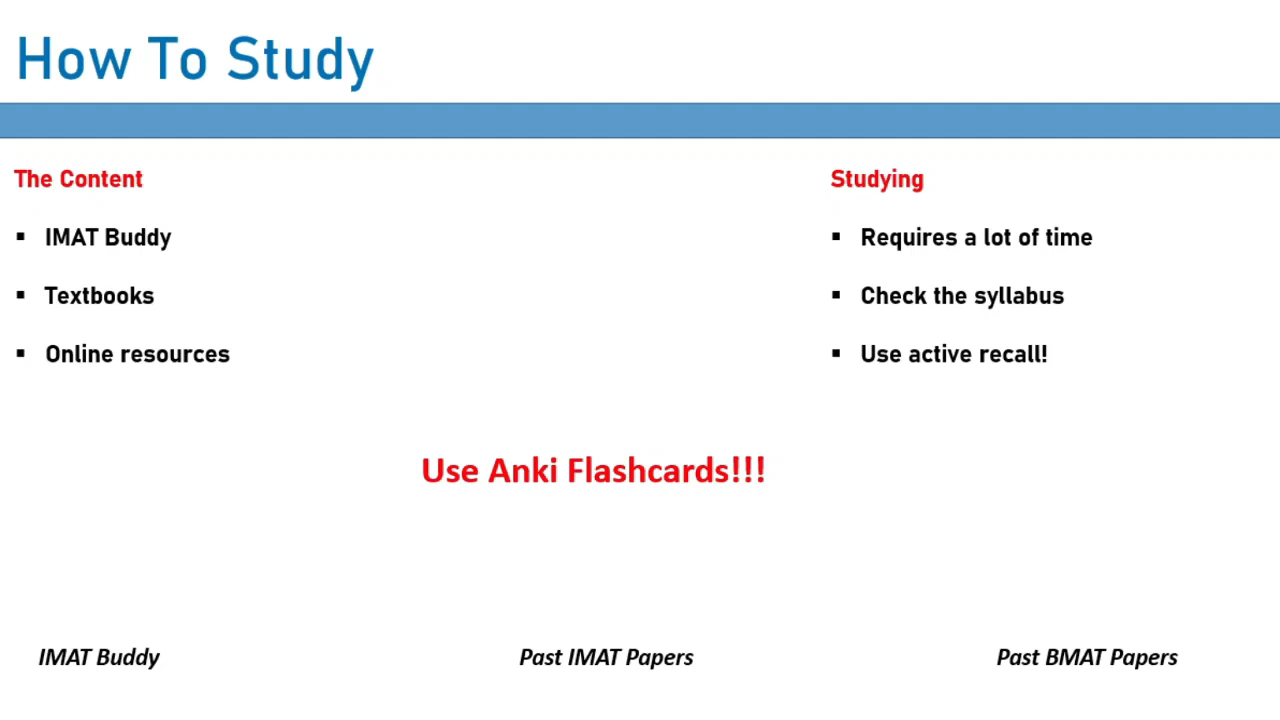 How To Study
The Content
▪ IMAT Buddy
▪ Textbooks
▪ Online resources
Studying
▪ Requires a lot of time
▪ Check the syllabus
▪ Use active recall!
Use Anki Flashcards!!!
IMAT Buddy
Past IMAT Papers
Past BMAT Papers